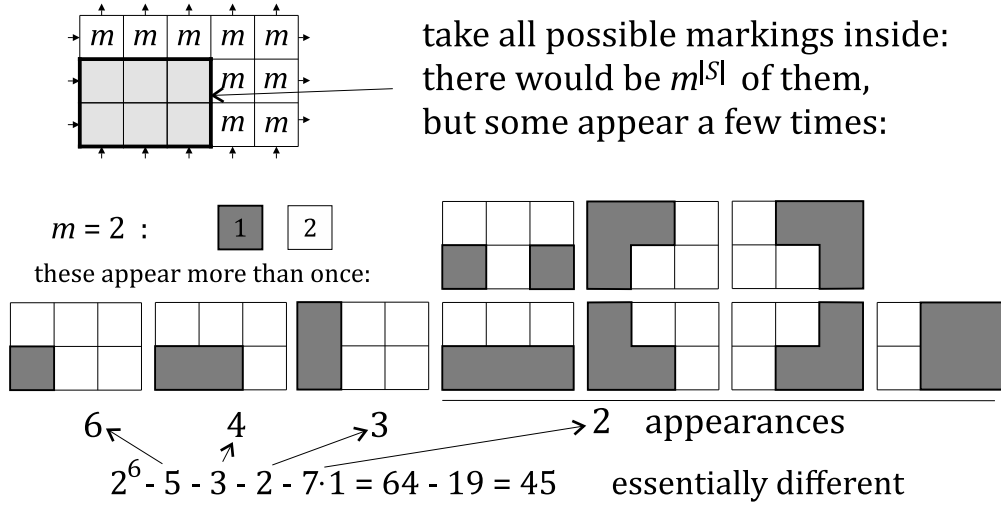 m m m m m
m m
m m
take all possible markings inside:
there would be m^|S| of them,
but some appear a few times:
m = 2 : 1 2
these appear more than once:
6 4 3 2 appearances
2^6 - 5 - 3 - 2 - 7·1 = 64 - 19 = 45 essentially different